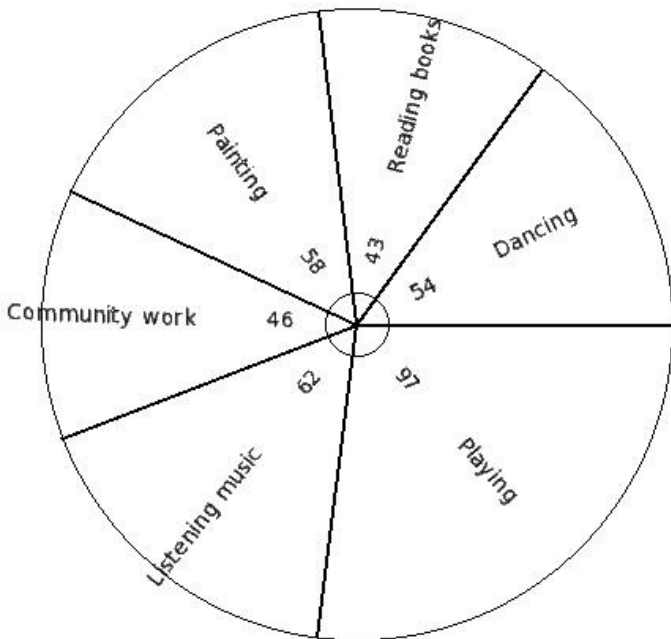 Reading books
43
Dancing
54
Painting
58
Community work
46
Listening music
62
Playing
97